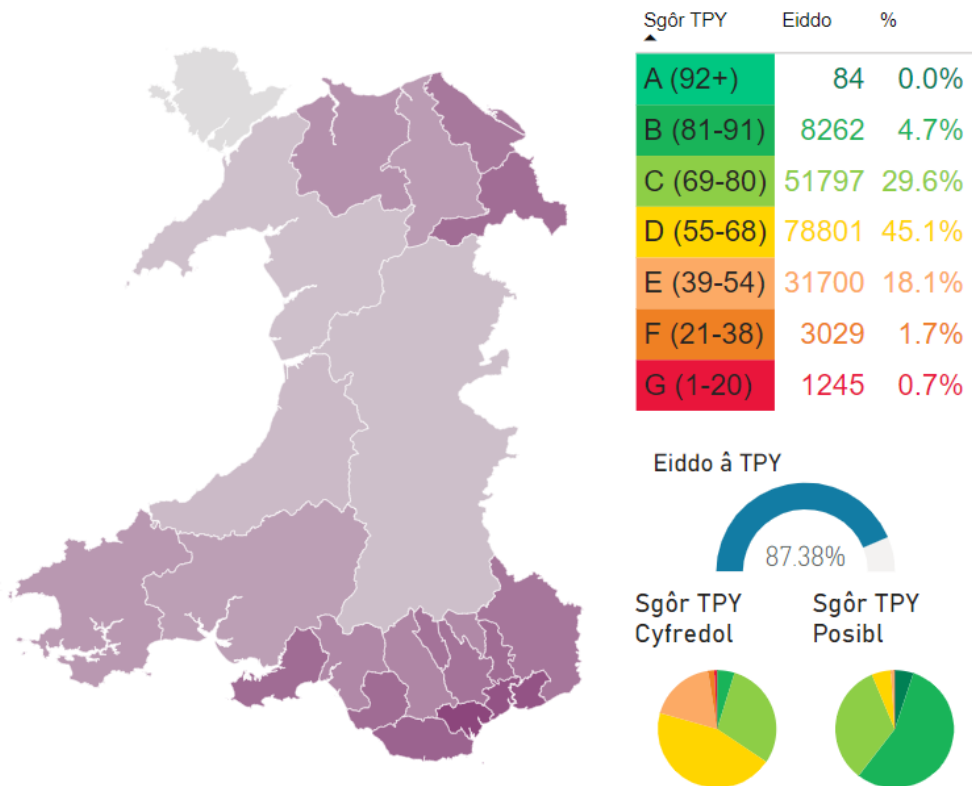 Sgôr TPY Eiddo %
A (92+) 84 0.0%
B (81-91) 8262 4.7%
C (69-80) 51797 29.6%
D (55-68) 78801 45.1%
E (39-54) 31700 18.1%
F (21-38) 3029 1.7%
G (1-20) 1245 0.7%
Eiddo â TPY
87.38%
Sgôr TPY
Cyfredol
Sgôr TPY
Posibl